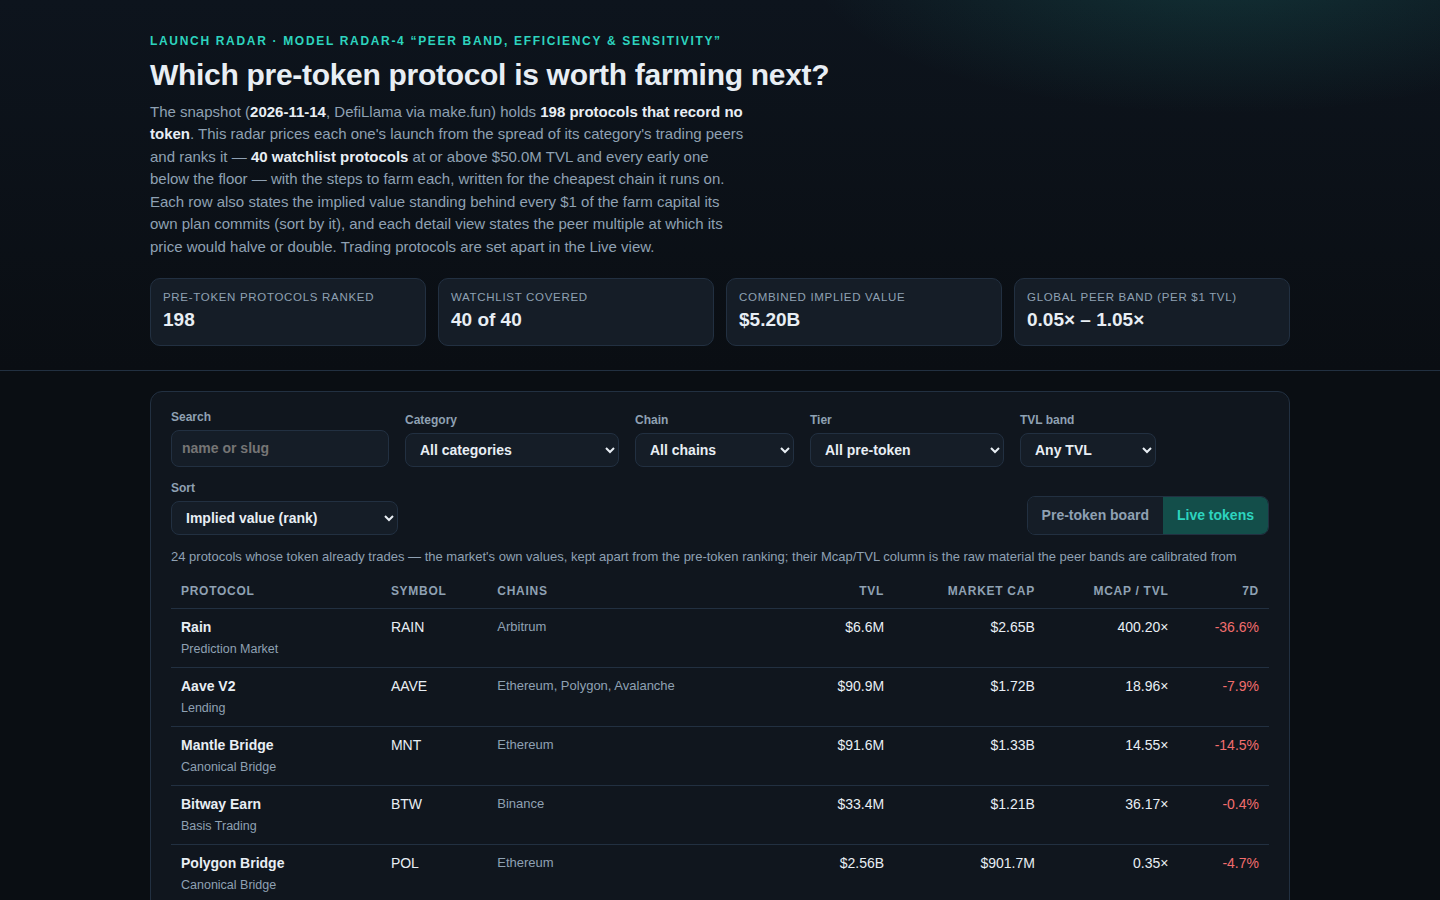 LAUNCH RADAR · MODEL RADAR-4 “PEER BAND, EFFICIENCY & SENSITIVITY”
Which pre-token protocol is worth farming next?
The snapshot (2026-11-14, DefiLlama via make.fun) holds 198 protocols that record no
token. This radar prices each one's launch from the spread of its category's trading peers
and ranks it — 40 watchlist protocols at or above $50.0M TVL and every early one
below the floor — with the steps to farm each, written for the cheapest chain it runs on.
Each row also states the implied value standing behind every $1 of the farm capital its
own plan commits (sort by it), and each detail view states the peer multiple at which its
price would halve or double. Trading protocols are set apart in the Live view.
PRE-TOKEN PROTOCOLS RANKED
198
WATCHLIST COVERED
40 of 40
COMBINED IMPLIED VALUE
$5.20B
GLOBAL PEER BAND (PER $1 TVL)
0.05× – 1.05×
Search
name or slug
Category
All categories
Chain
All chains
Tier
All pre-token
TVL band
Any TVL
Sort
Implied value (rank)
Pre-token board Live tokens
24 protocols whose token already trades — the market's own values, kept apart from the pre-token ranking; their Mcap/TVL column is the raw material the peer bands are calibrated from
PROTOCOL SYMBOL CHAINS TVL MARKET CAP MCAP / TVL 7D
Rain RAIN Arbitrum $6.6M $2.65B 400.20× -36.6%
Prediction Market
Aave V2 AAVE Ethereum, Polygon, Avalanche $90.9M $1.72B 18.96× -7.9%
Lending
Mantle Bridge MNT Ethereum $91.6M $1.33B 14.55× -14.5%
Canonical Bridge
Bitway Earn BTW Binance $33.4M $1.21B 36.17× -0.4%
Basis Trading
Polygon Bridge POL Ethereum $2.56B $901.7M 0.35× -4.7%
Canonical Bridge